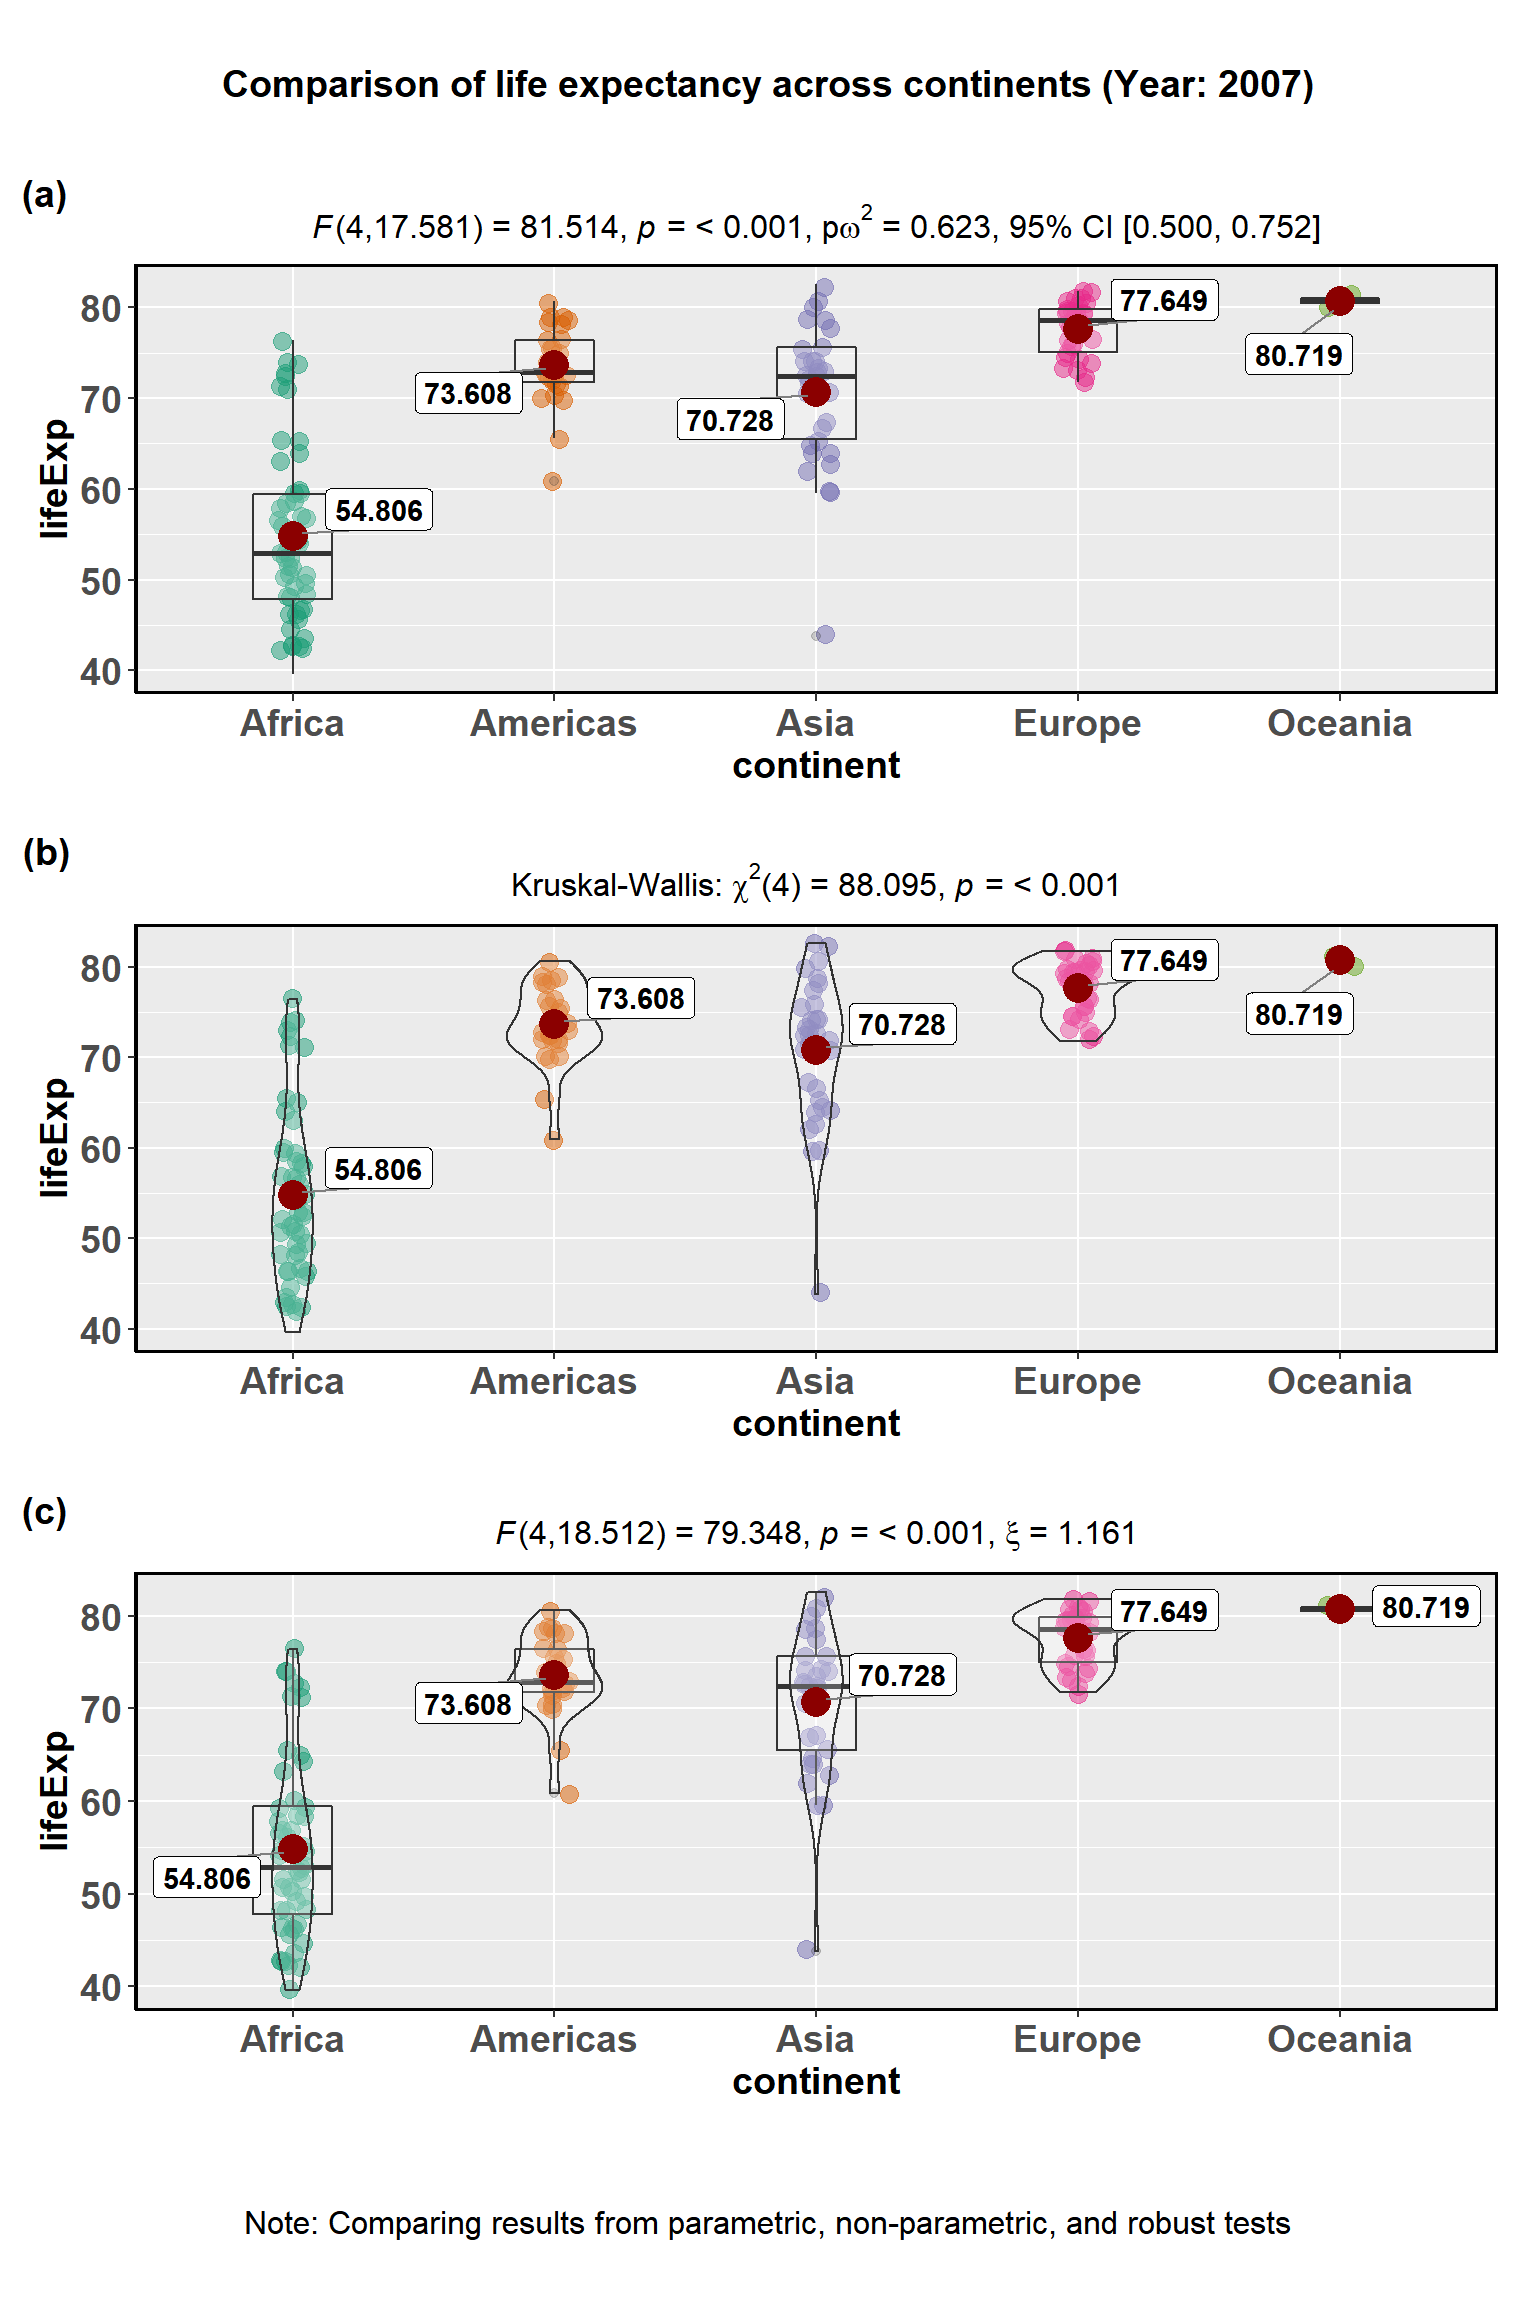 Comparison of life expectancy across continents (Year: 2007)
(a)
F(4,17.581) = 81.514, p = < 0.001, pω² = 0.623, 95% CI [0.500, 0.752]
lifeExp
80
70
60
50
40
54.806
73.608
70.728
77.649
80.719
Africa Americas Asia Europe Oceania
continent
(b)
Kruskal-Wallis: χ²(4) = 88.095, p = < 0.001
lifeExp
80
70
60
50
40
54.806
73.608
70.728
77.649
80.719
Africa Americas Asia Europe Oceania
continent
(c)
F(4,18.512) = 79.348, p = < 0.001, ξ = 1.161
lifeExp
80
70
60
50
40
54.806
73.608
70.728
77.649
80.719
Africa Americas Asia Europe Oceania
continent
Note: Comparing results from parametric, non-parametric, and robust tests